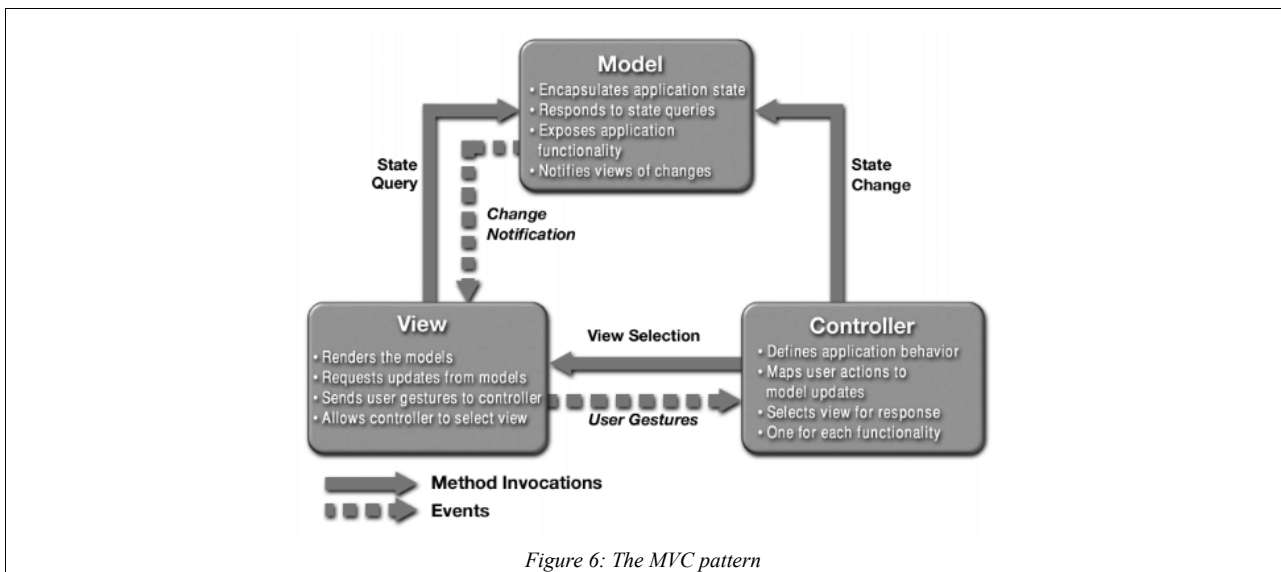 Model
• Encapsulates application state
• Responds to state queries
• Exposes application
functionality
• Notifies views of changes
State
Query
Change
Notification
State
Change
View
• Renders the models
• Requests updates from models
• Sends user gestures to controller
• Allows controller to select view
View Selection
User Gestures
Controller
• Defines application behavior
• Maps user actions to
model updates
• Selects view for response
• One for each functionality
Method Invocations
Events
Figure 6: The MVC pattern